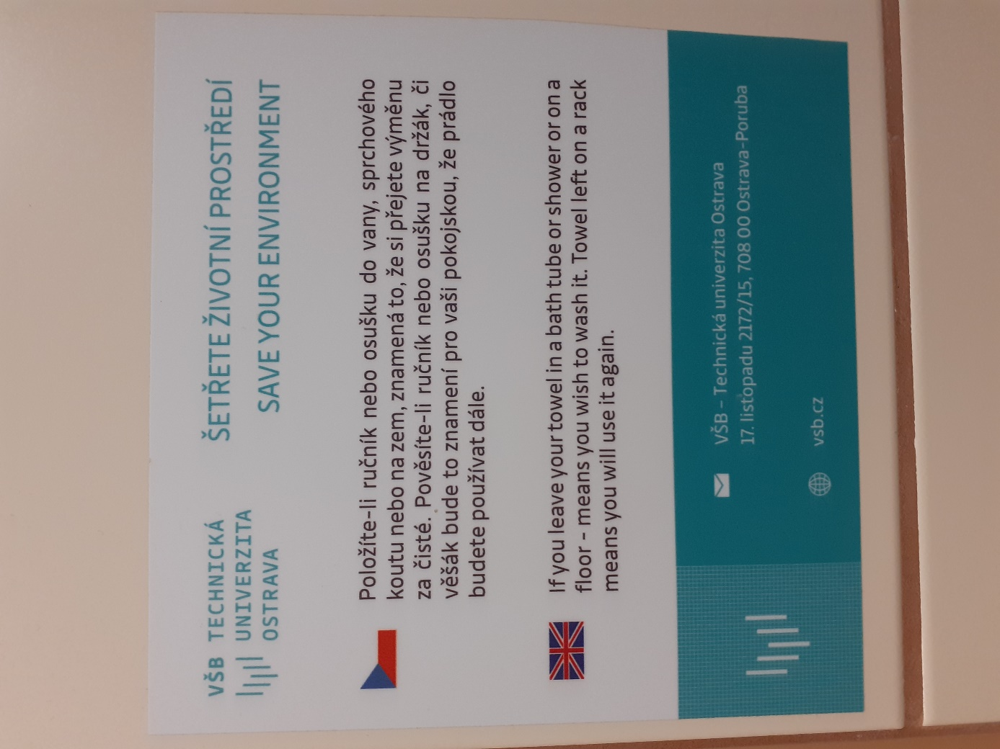 VŠB TECHNICKÁ
UNIVERZITA
OSTRAVA
ŠETŘETE ŽIVOTNÍ PROSTŘEDÍ
SAVE YOUR ENVIRONMENT
Položíte-li ručník nebo osušku do vany, sprchového
koutu nebo na zem, znamená to, že si přejete výměnu
za čisté. Pověsíte-li ručník nebo osušku na držák, či
věšák bude to znamení pro vaši pokojskou, že prádlo
budete používat dále.
If you leave your towel in a bath tube or shower or on a
floor - means you wish to wash it. Towel left on a rack
means you will use it again.
VŠB – Technická univerzita Ostrava
17. listopadu 2172/15, 708 00 Ostrava-Poruba
vsb.cz